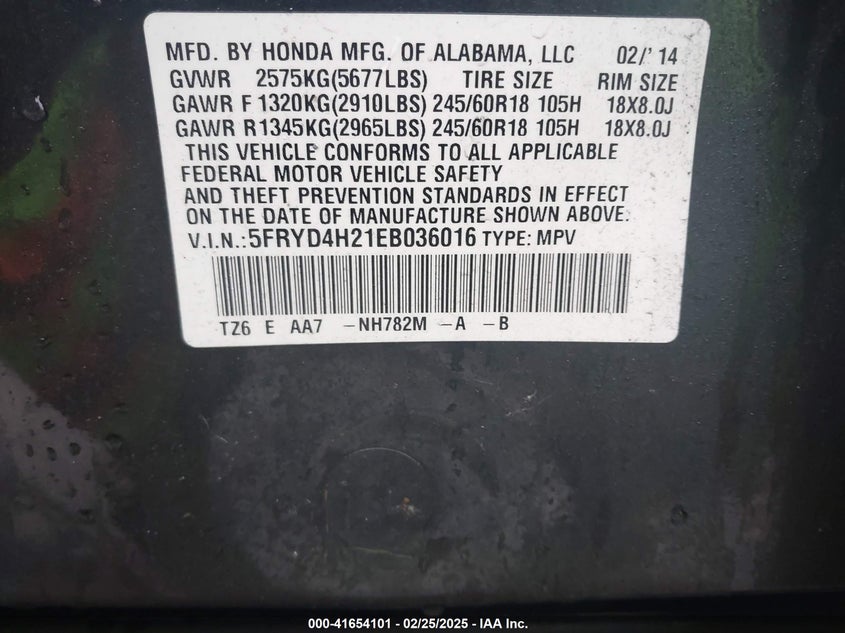 MFD. BY HONDA MFG. OF ALABAMA, LLC 02/' 14
GVWR 2575KG(5677LBS) TIRE SIZE RIM SIZE
GAWR F 1320KG(2910LBS) 245/60R18 105H 18X8.0J
GAWR R1345KG(2965LBS) 245/60R18 105H 18X8.0J
THIS VEHICLE CONFORMS TO ALL APPLICABLE
FEDERAL MOTOR VEHICLE SAFETY
AND THEFT PREVENTION STANDARDS IN EFFECT
ON THE DATE OF MANUFACTURE SHOWN ABOVE.
V.I.N.:5FRYD4H21EB036016 TYPE: MPV
TZ6 E AA7 -NH782M -A -B
000-41654101 / 02/25/2025 - IAA Inc.